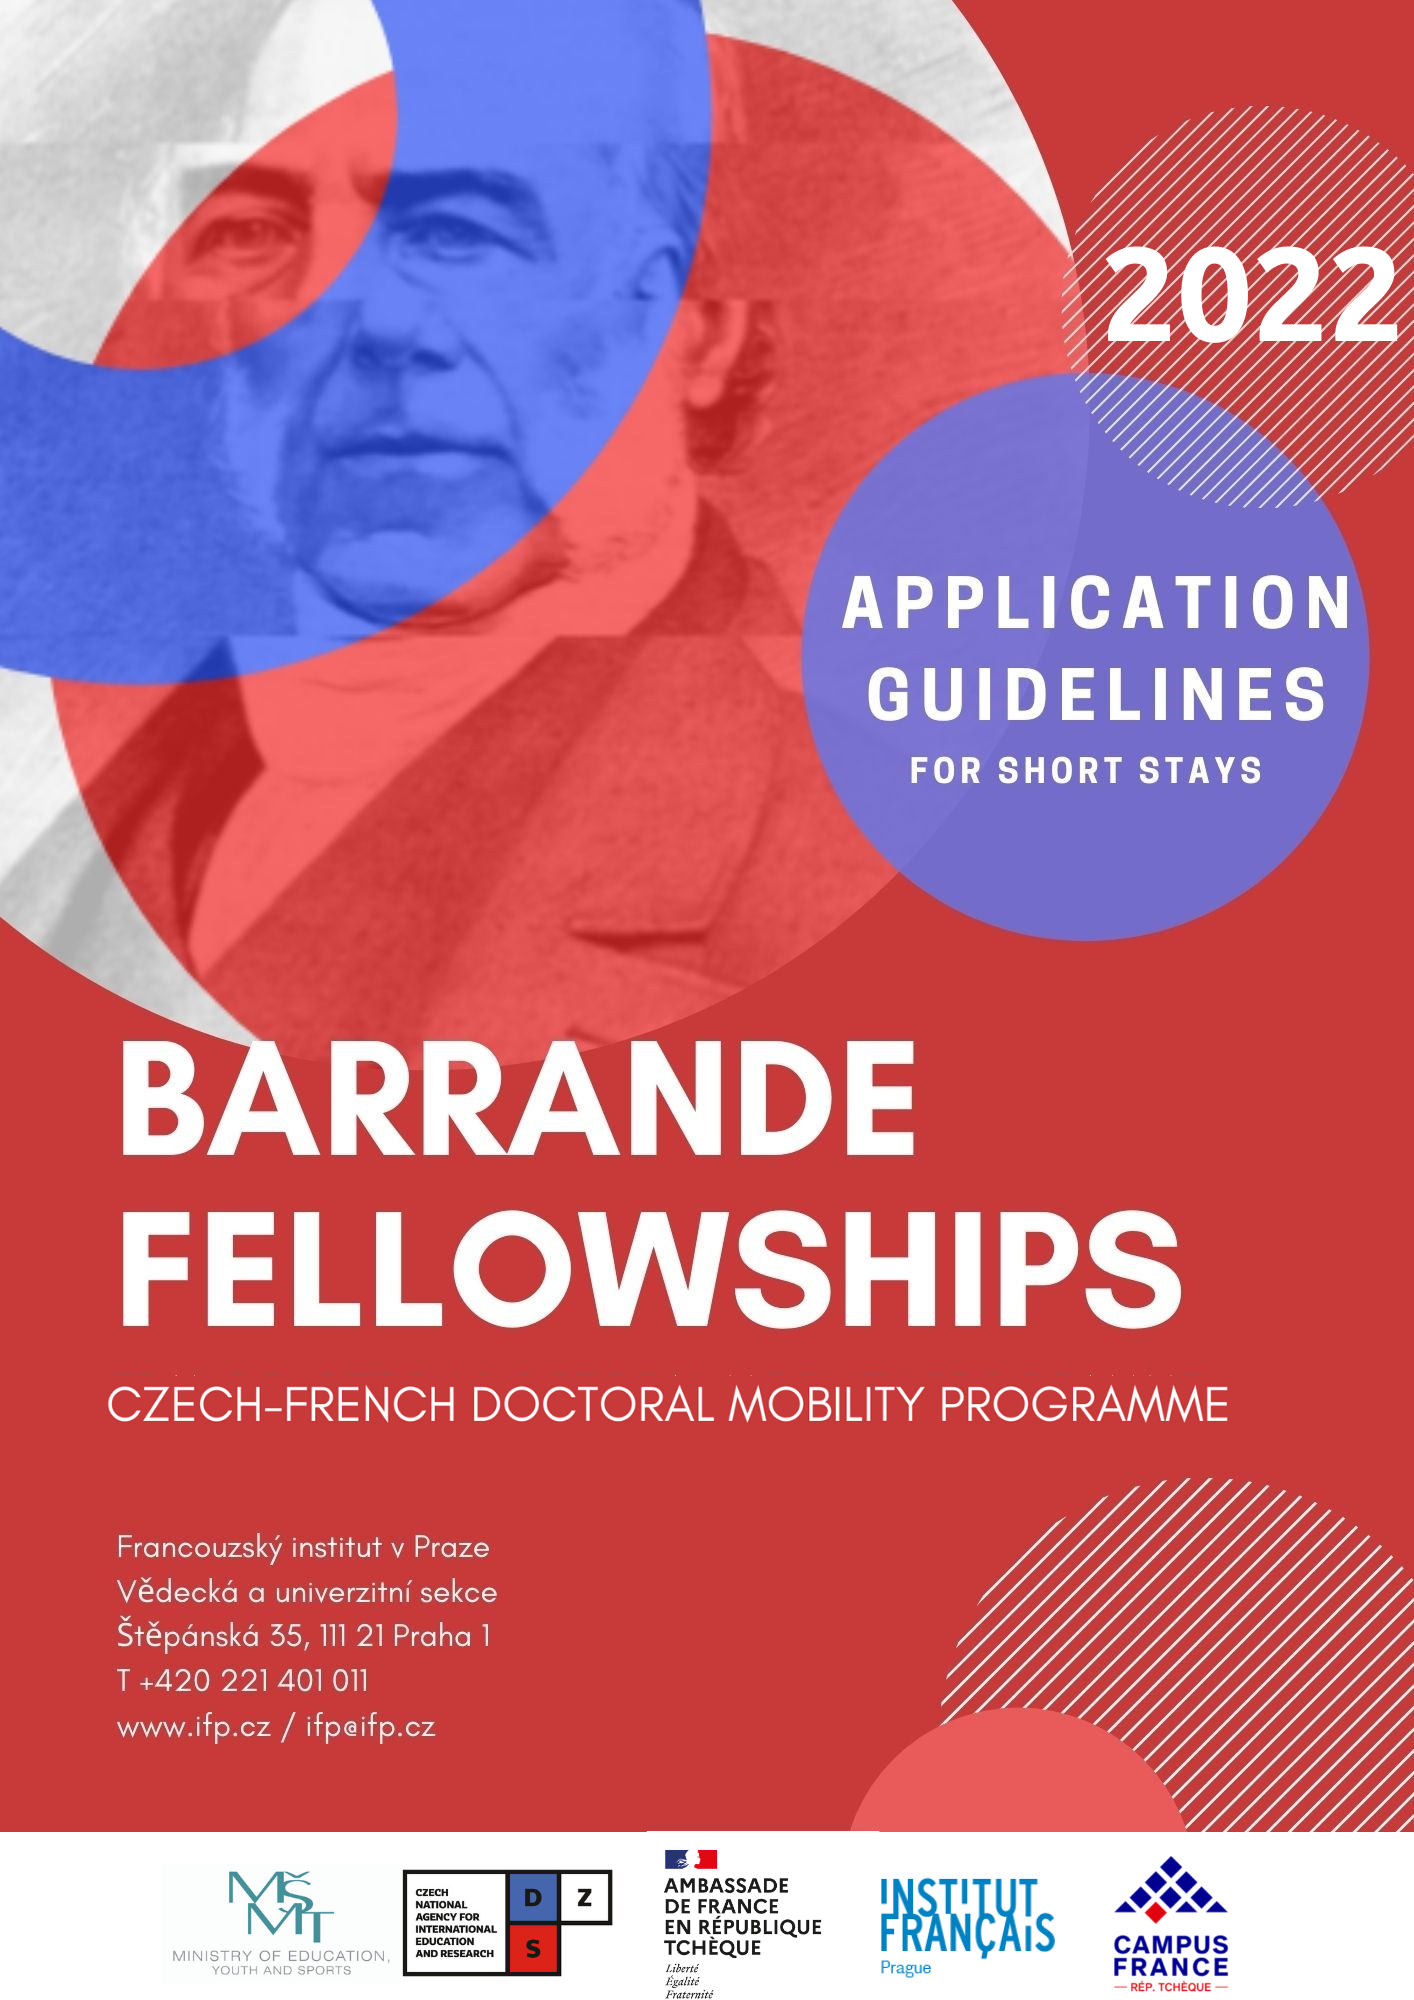 2022
APPLICATION
GUIDELINES
FOR SHORT STAYS
BARRANDE
FELLOWSHIPS
CZECH-FRENCH DOCTORAL MOBILITY PROGRAMME
Francouzský institut v Praze
Vědecká a univerzitní sekce
Štěpánská 35, 111 21 Praha 1
T +420 221 401 011
www.ifp.cz / ifp@ifp.cz
MŠ
MT
MINISTRY OF EDUCATION,
YOUTH AND SPORTS
CZECH
NATIONAL
AGENCY FOR
INTERNATIONAL
EDUCATION
AND RESEARCH
D Z
S
AMBASSADE
DE FRANCE
EN RÉPUBLIQUE
TCHÈQUE
Liberté
Égalité
Fraternité
INSTITUT
FRANÇAIS
Prague
CAMPUS
FRANCE
RÉP. TCHÈQUE